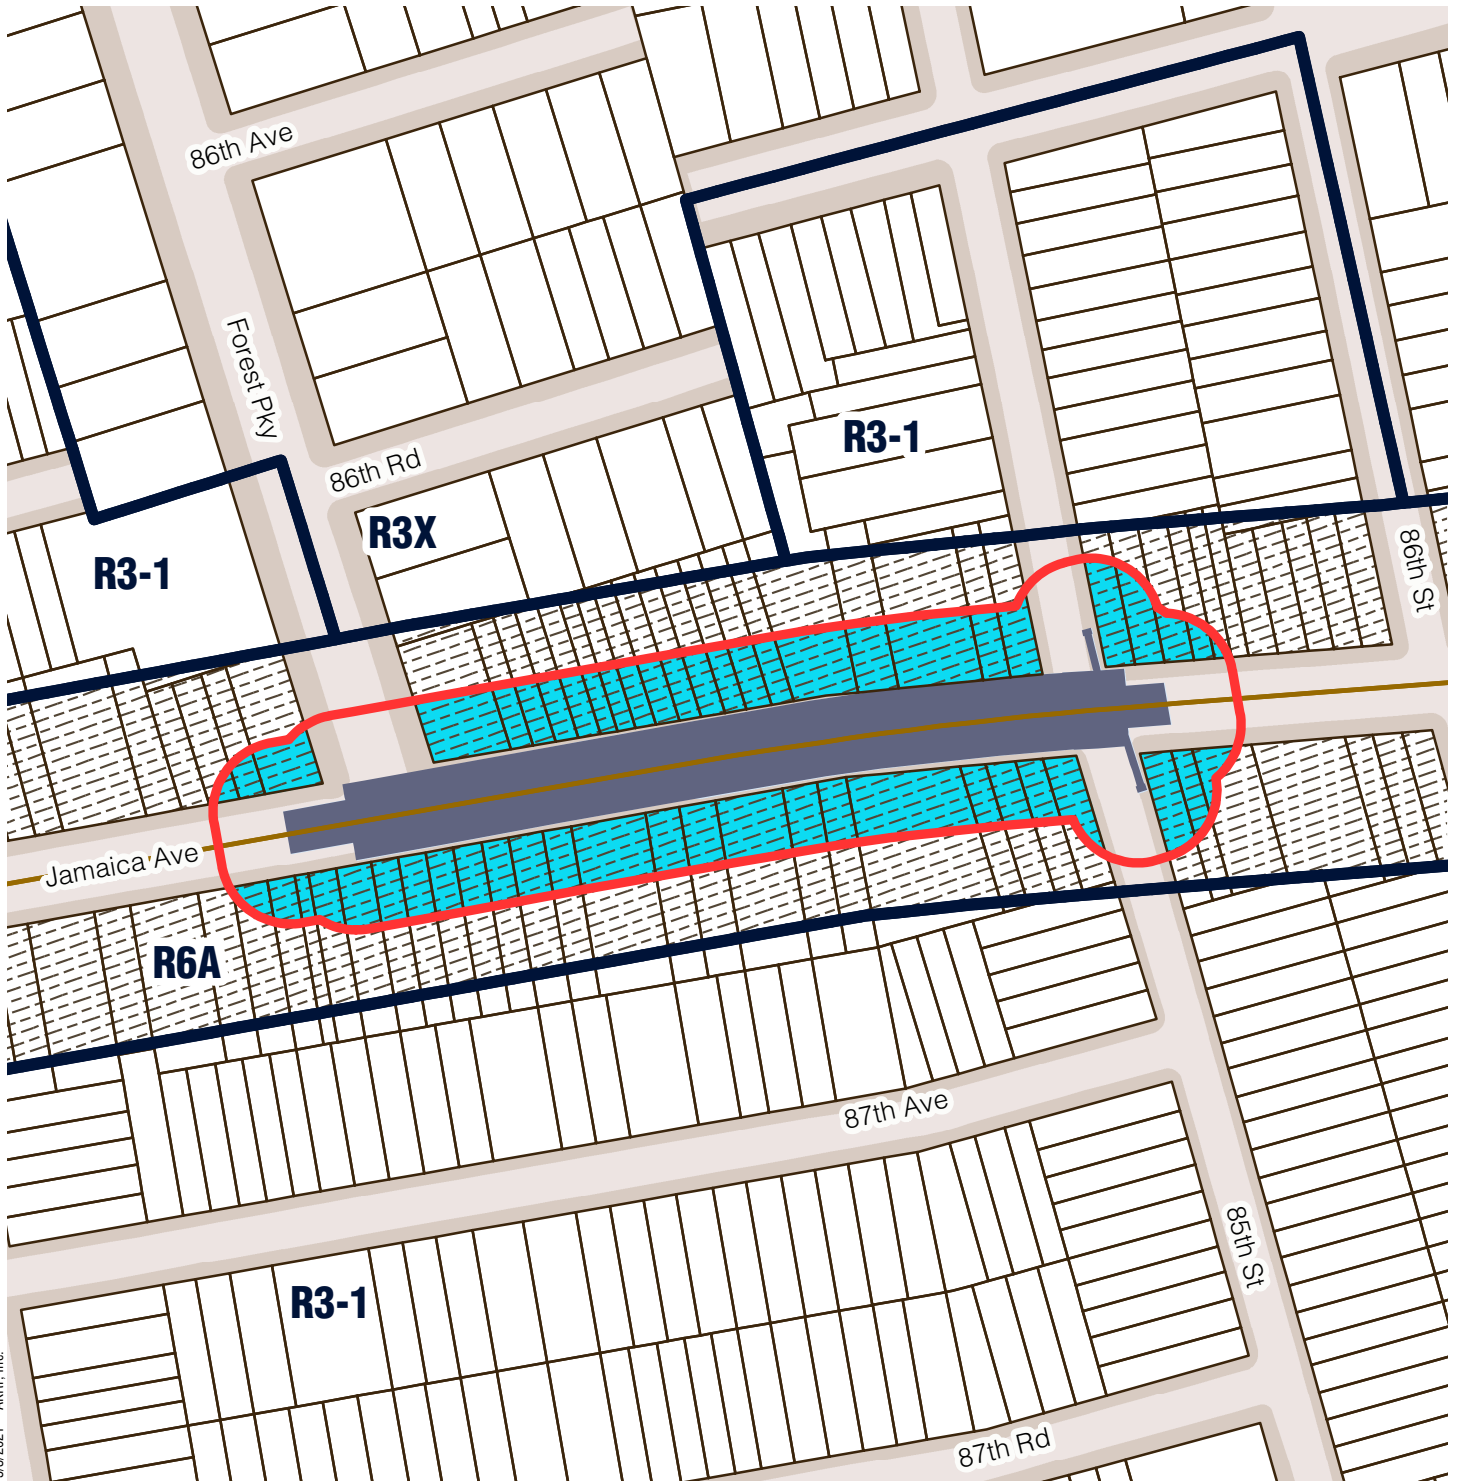 86th Ave
Forest Pky
86th Rd
R3-1
R3X
R3-1
86th St
Jamaica Ave
R6A
87th Ave
85th St
R3-1
87th Rd